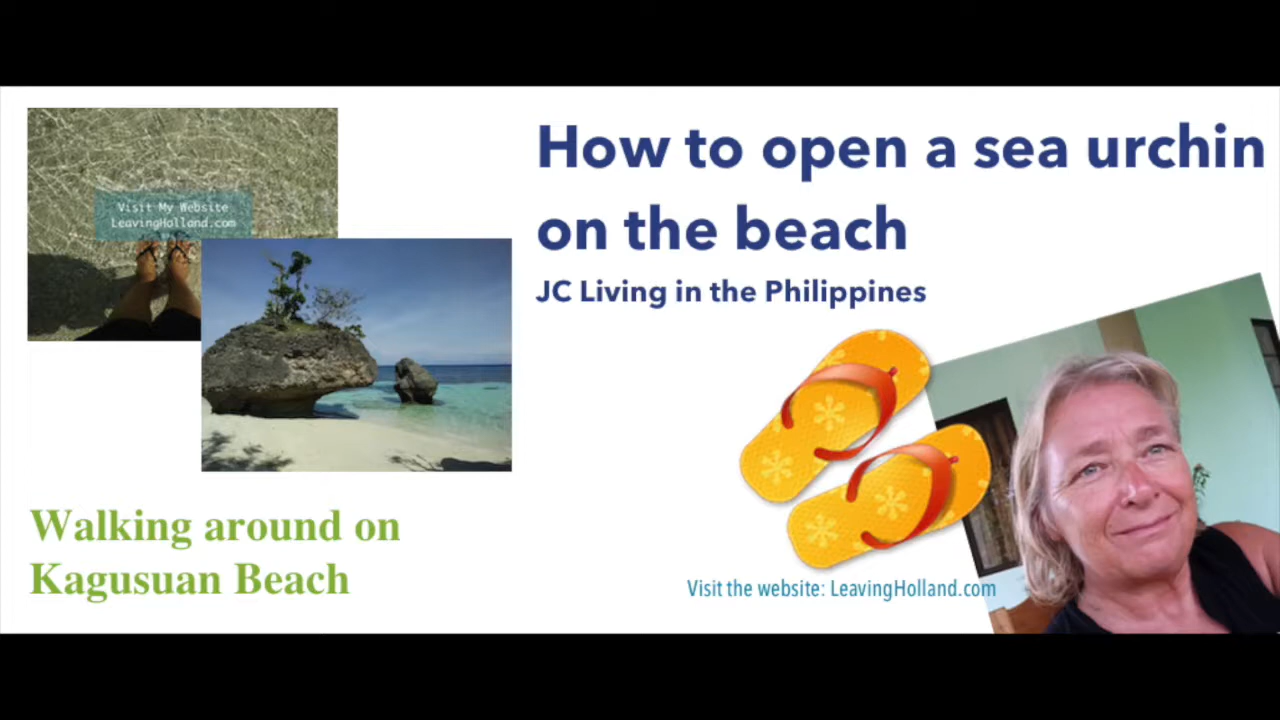 How to open a sea urchin
on the beach
JC Living in the Philippines
Visit My Website
LeavingHolland.com
Walking around on
Kagusuan Beach
Visit the website: LeavingHolland.com